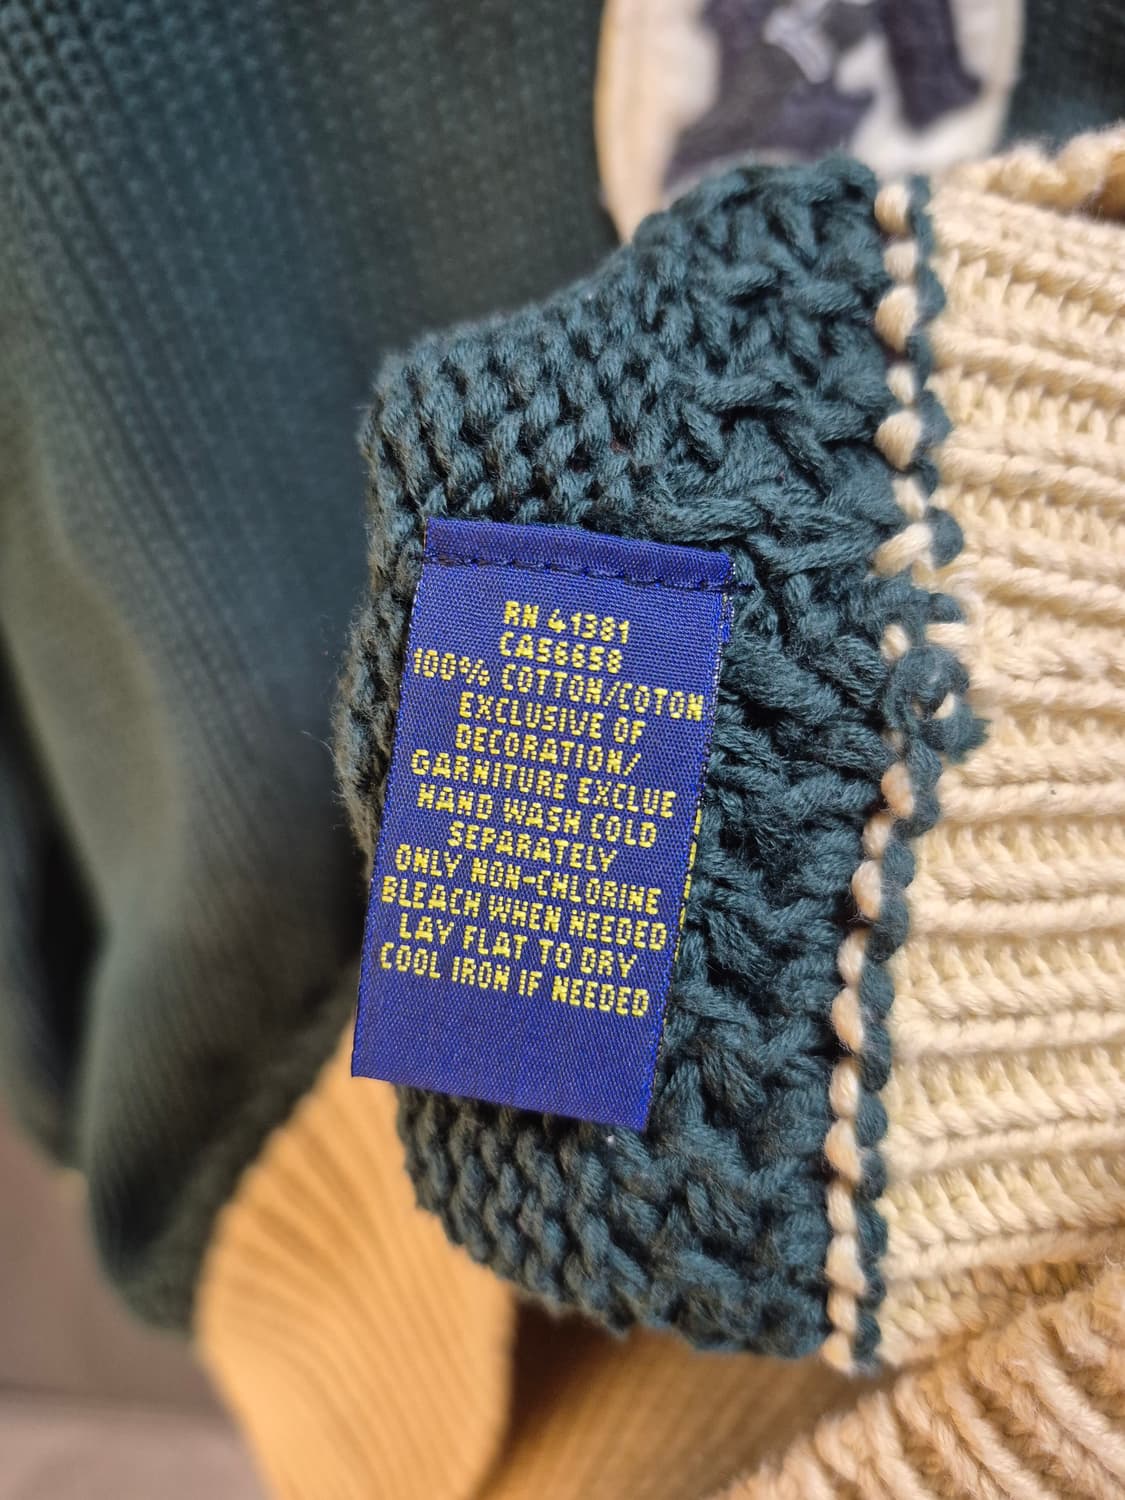 RN 41381
CA56658
100% COTTON/COTON
EXCLUSIVE OF
DECORATION/
GARNITURE EXCLUE
HAND WASH COLD
SEPARATELY
ONLY NON-CHLORINE
BLEACH WHEN NEEDED
LAY FLAT TO DRY
COOL IRON IF NEEDED